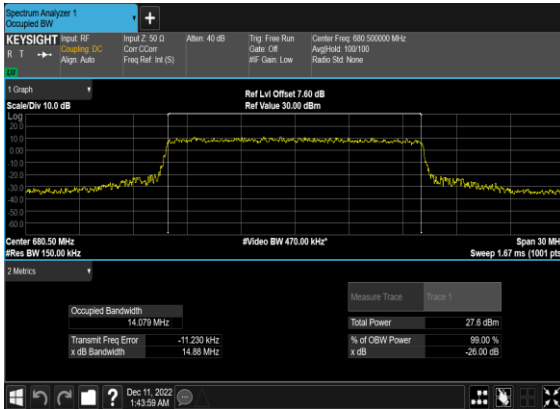 Spectrum Analyzer 1
Occupied BW
KEYSIGHT
R T
LW
Input: RF
Coupling: DC
Align: Auto
Input Z: 50 Ω
Corr CCorr
Freq Ref: Int (S)
Atten: 40 dB
Trig: Free Run
Gate: Off
#IF Gain: Low
Center Freq: 680.500000 MHz
Avg|Hold: 100/100
Radio Std: None
1 Graph
Scale/Div 10.0 dB
Ref Lvl Offset 7.60 dB
Ref Value 30.00 dBm
Log
20.0
10.0
0.00
-10.0
-20.0
-30.0
-40.0
-50.0
-60.0
Center 680.50 MHz
#Res BW 150.00 kHz
#Video BW 470.00 kHz*
Span 30 MH
Sweep 1.67 ms (1001 pts
2 Metrics
Measure Trace
Trace 1
Occupied Bandwidth
14.079 MHz
Total Power
27.6 dBm
Transmit Freq Error
-11.230 kHz
% of OBW Power
99.00 %
x dB Bandwidth
14.88 MHz
x dB
-26.00 dB
?
Dec 11, 2022
1:43:59 AM